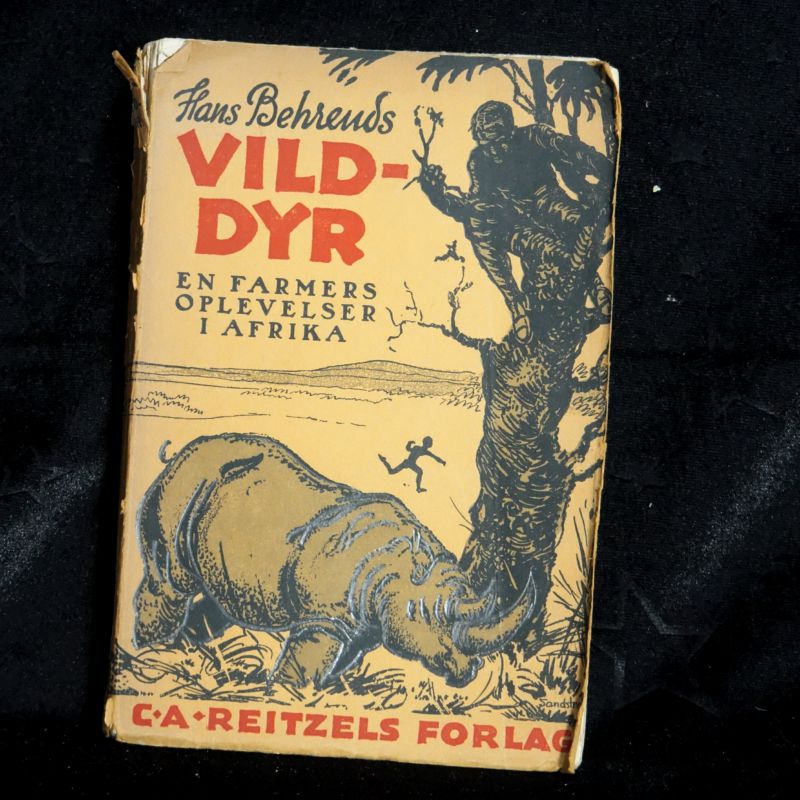 Hans Behrends
VILD-
DYR
EN FARMERS
OPLEVELSER
I AFRIKA
C·A·REITZELS FORLAG